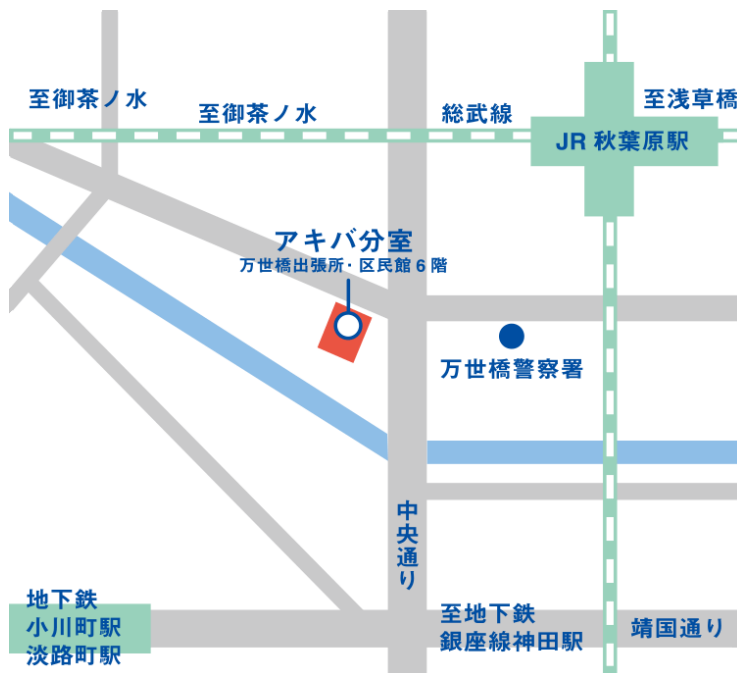 至御茶ノ水
至御茶ノ水
総武線
至浅草橋
JR 秋葉原駅
アキバ分室
万世橋出張所・区民館 6 階
万世橋警察署
中央通り
地下鉄
小川町駅
淡路町駅
至地下鉄
銀座線神田駅
靖国通り